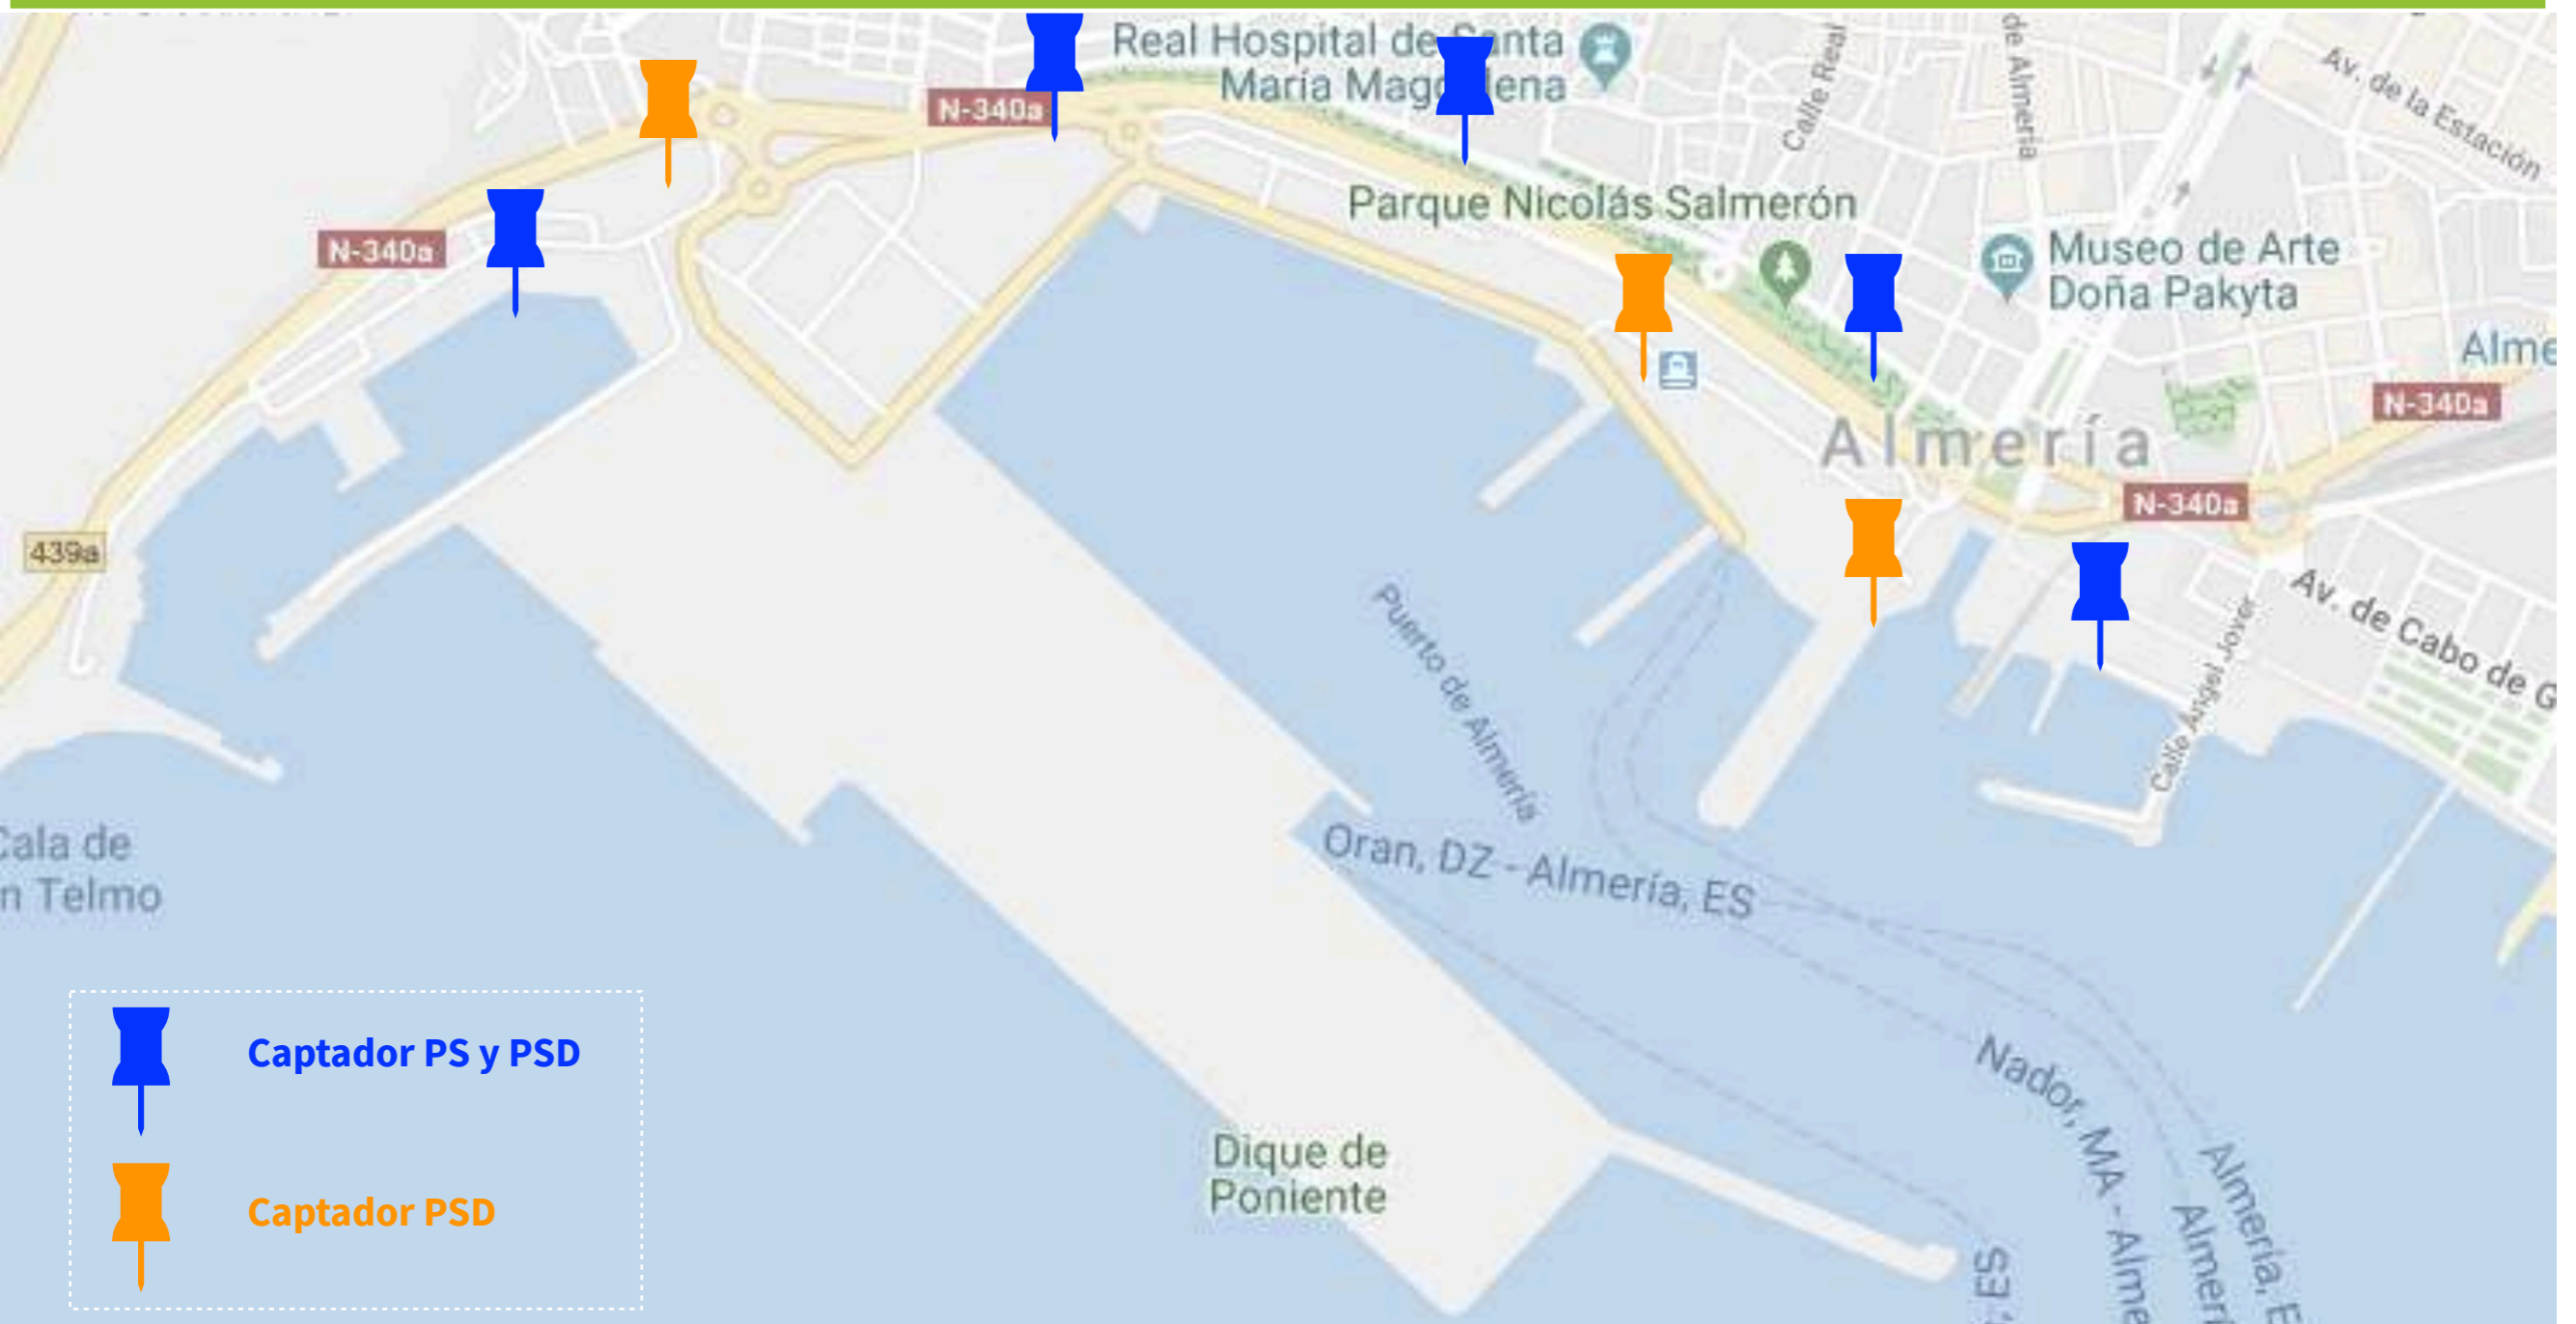 Real Hospital de Santa
María Magdalena
N-340a
Calle Real
de Almería
Av. de la Estación
Parque Nicolás Salmerón
N-340a
Museo de Arte
Doña Pakyta
Alme
N-340a
Almería
N-340a
439a
Av. de Cabo de G
Puerto de Almería
Calle Ángel Jover
Cala de
n Telmo
Oran, DZ - Almería, ES
Captador PS y PSD
Captador PSD
Dique de
Poniente
Nador, MA - Alme
Almería, E
Almerí
ES